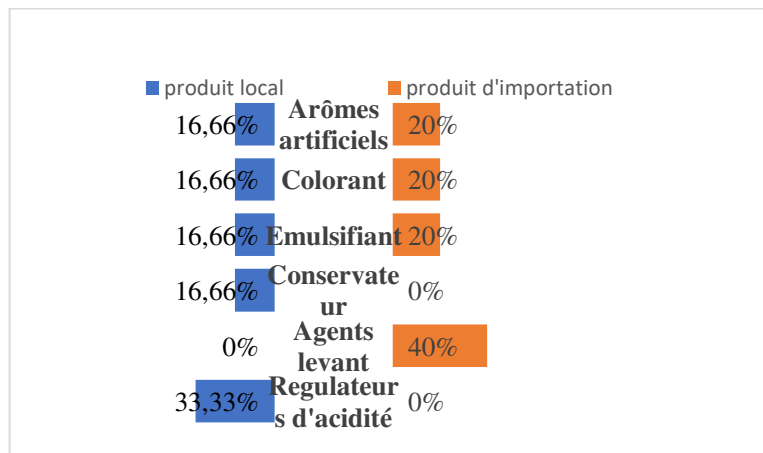 produit local produit d'importation
16,66% Arômes artificiels 20%
16,66% Colorant 20%
16,66% Emulsifiant 20%
16,66% Conservate
ur 0%
0% Agents
levant 40%
33,33% Regulateur
s d'acidité 0%